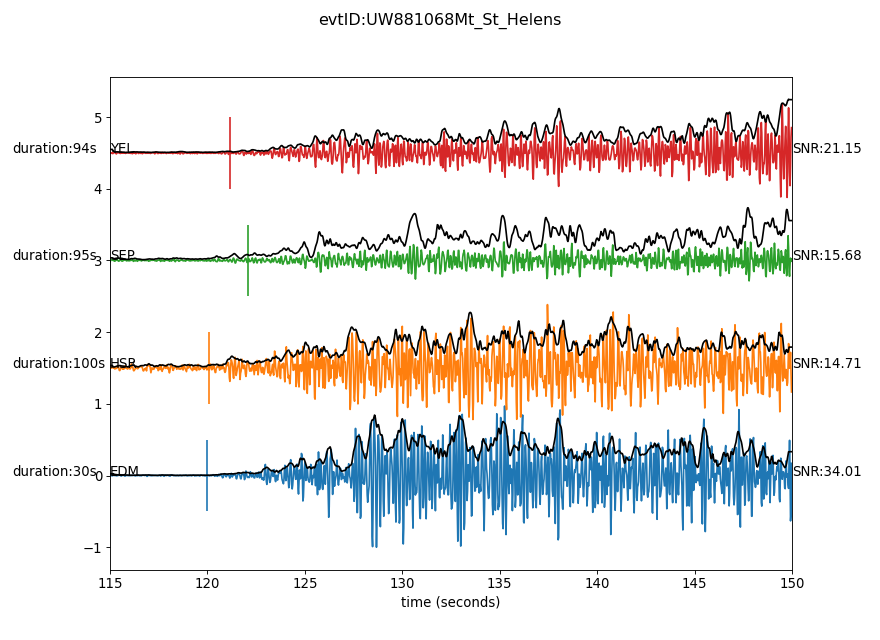 evtID:UW881068Mt_St_Helens
5
duration:94s YEL SNR:21.15
4
duration:95s SEP SNR:15.68
3
2
duration:100s HSR SNR:14.71
1
duration:30s EDM SNR:34.01
0
−1
115 120 125 130 135 140 145 150
time (seconds)